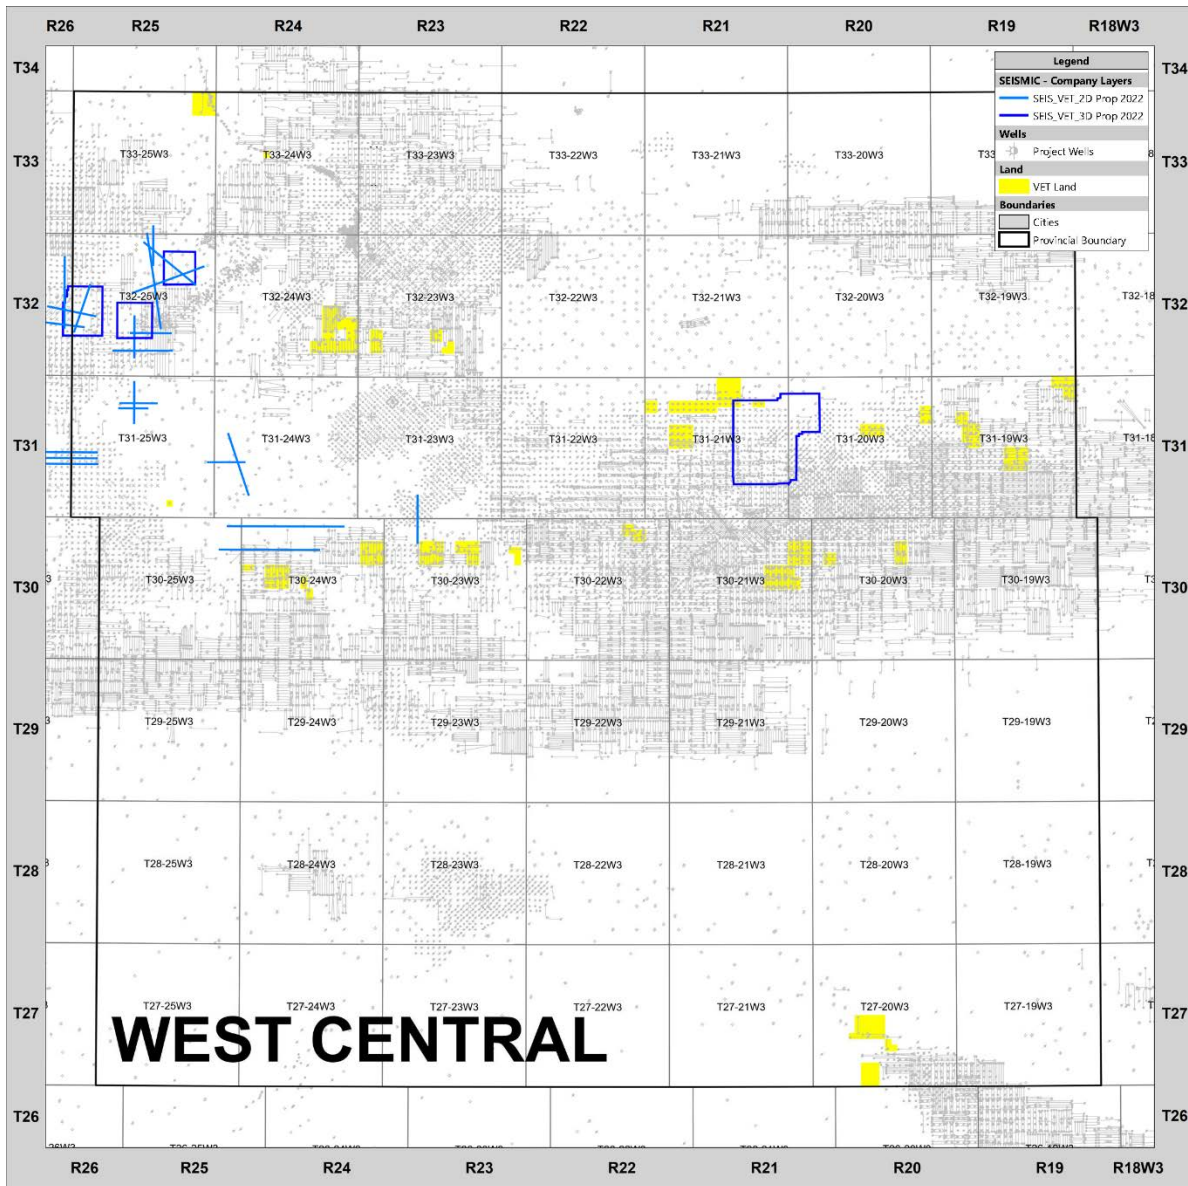 R26 R25 R24 R23 R22 R21 R20 R19 R18W3
T34 T34
Legend
SEISMIC - Company Layers
SEIS_VET_2D Prop 2022
SEIS_VET_3D Prop 2022
Wells
Project Wells
Land
VET Land
Boundaries
Cities
Provincial Boundary
T33 T33-25W3 T33-24W3 T33-23W3 T33-22W3 T33-21W3 T33-20W3 T33
T32 T32-25W3 T32-24W3 T32-23W3 T32-22W3 T32-21W3 T32-20W3 T32-19W3 T32-18 T32
T31 T31-25W3 T31-24W3 T31-23W3 T31-22W3 T31-21W3 T31-20W3 T31-19W3 T31-18 T31
T30 3 T30-25W3 T30-24W3 T30-23W3 T30-22W3 T30-21W3 T30-20W3 T30-19W3 T30
T29 3 T29-25W3 T29-24W3 T29-23W3 T29-22W3 T29-21W3 T29-20W3 T29-19W3 T29
T28 T28-25W3 T28-24W3 T28-23W3 T28-22W3 T28-21W3 T28-20W3 T28-19W3 T28
T27 T27-25W3 T27-24W3 T27-23W3 T27-22W3 T27-21W3 T27-20W3 T27-19W3 T27
WEST CENTRAL
T26 T26
R26 R25 R24 R23 R22 R21 R20 R19 R18W3